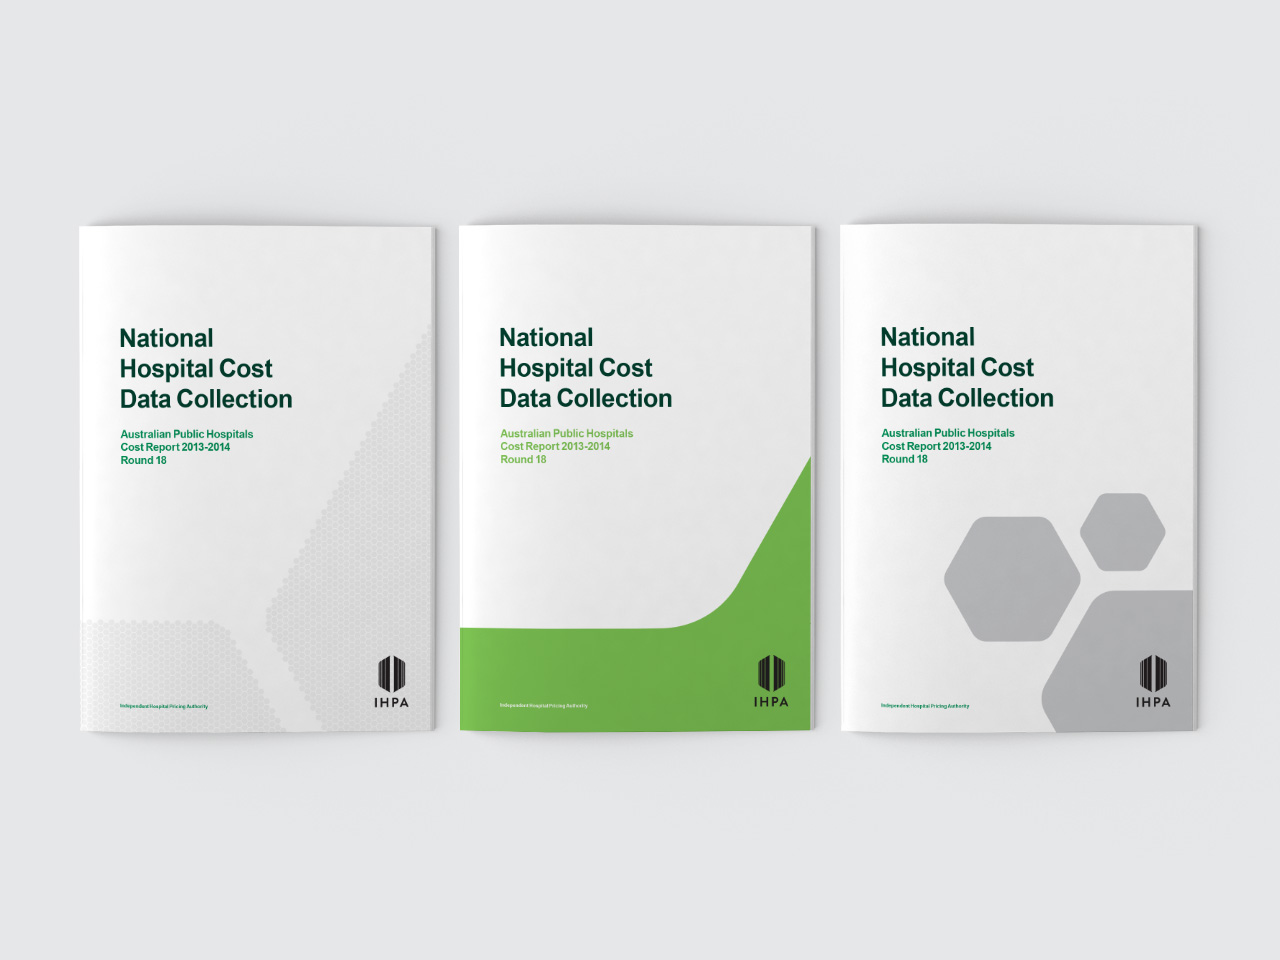 National
Hospital Cost
Data Collection
Australian Public Hospitals
Cost Report 2013-2014
Round 18
Independent Hospital Pricing Authority
IHPA
National
Hospital Cost
Data Collection
Australian Public Hospitals
Cost Report 2013-2014
Round 18
Independent Hospital Pricing Authority
IHPA
National
Hospital Cost
Data Collection
Australian Public Hospitals
Cost Report 2013-2014
Round 18
Independent Hospital Pricing Authority
IHPA